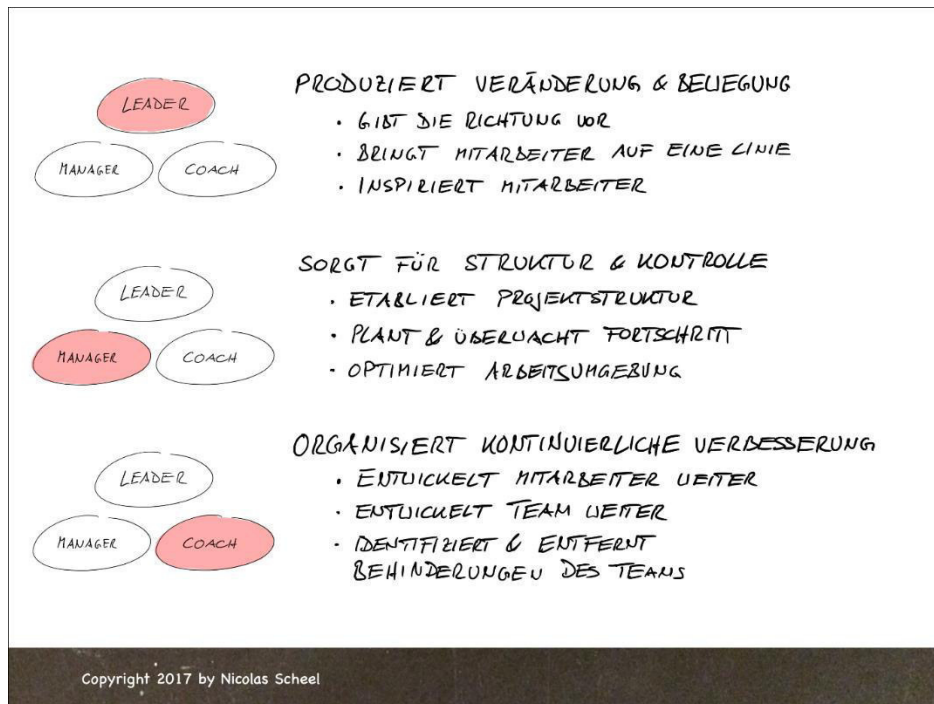 LEADER
MANAGER COACH
PRODUZIERT VERÄNDERUNG & BEWEGUNG
· GIBT DIE RICHTUNG VOR
· BRINGT MITARBEITER AUF EINE LINIE
· INSPIRIERT MITARBEITER
LEADER
MANAGER COACH
SORGT FÜR STRUKTUR & KONTROLLE
· ETABLIERT PROJEKTSTRUKTUR
· PLANT & ÜBERWACHT FORTSCHRITT
· OPTIMIERT ARBEITSUMGEBUNG
LEADER
MANAGER COACH
ORGANISIERT KONTINUIERLICHE VERBESSERUNG
· ENTWICKELT MITARBEITER WEITER
· ENTWICKELT TEAM WEITER
· IDENTIFIZIERT & ENTFERNT
BEHINDERUNGEN DES TEAMS
Copyright 2017 by Nicolas Scheel